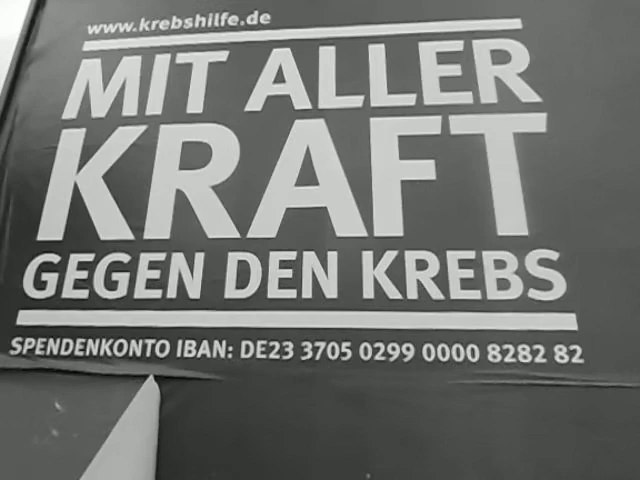 www.krebshilfe.de
MIT ALLER
KRAFT
GEGEN DEN KREBS
SPENDENKONTO IBAN: DE23 3705 0299 0000 8282 82